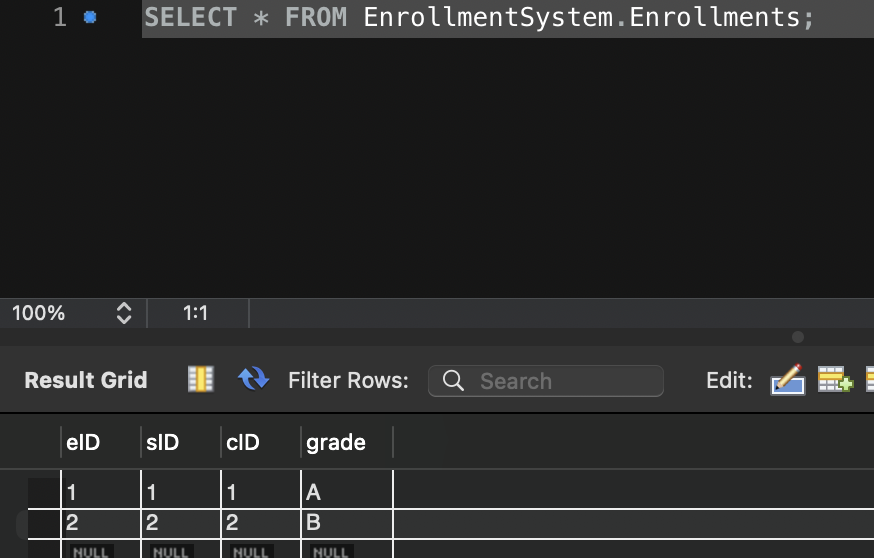 1 SELECT * FROM EnrollmentSystem.Enrollments;
100% 1:1
Result Grid Filter Rows: Search Edit:
eID sID cID grade
1 1 1 A
2 2 2 B
NULL NULL NULL NULL